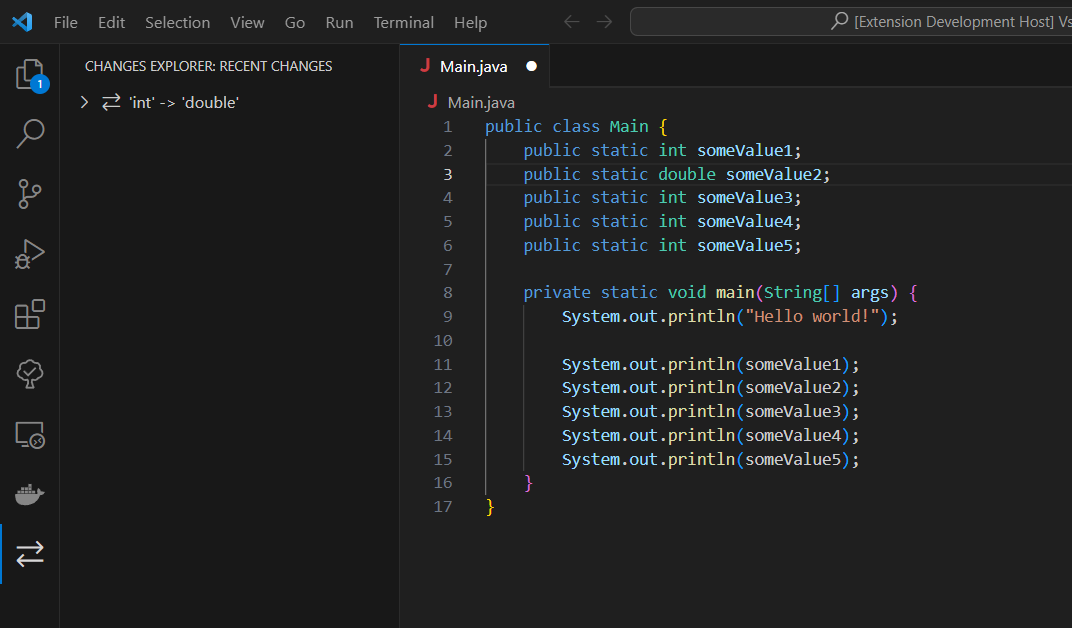 File Edit Selection View Go Run Terminal Help
[Extension Development Host] Vs
1
CHANGES EXPLORER: RECENT CHANGES
'int' -> 'double'
J Main.java
J Main.java
1 public class Main {
2 public static int someValue1;
3 public static double someValue2;
4 public static int someValue3;
5 public static int someValue4;
6 public static int someValue5;
7
8 private static void main(String[] args) {
9 System.out.println("Hello world!");
10
11 System.out.println(someValue1);
12 System.out.println(someValue2);
13 System.out.println(someValue3);
14 System.out.println(someValue4);
15 System.out.println(someValue5);
16 }
17 }